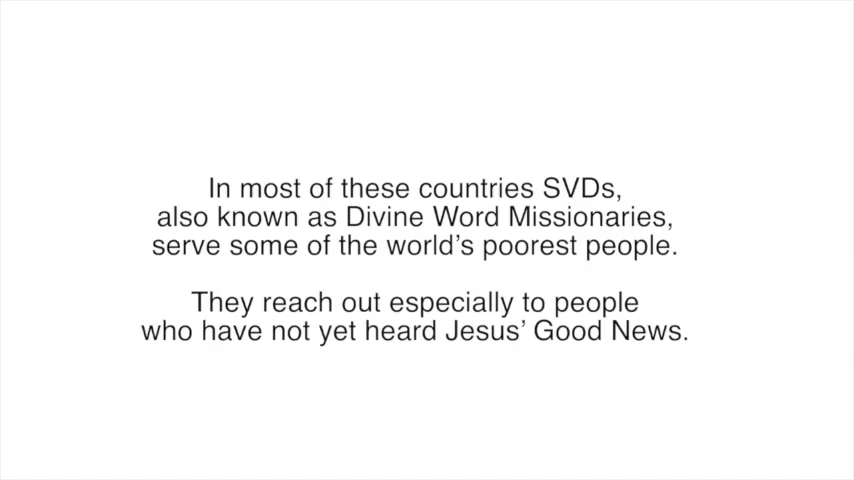 In most of these countries SVDs,
also known as Divine Word Missionaries,
serve some of the world’s poorest people.
They reach out especially to people
who have not yet heard Jesus’ Good News.